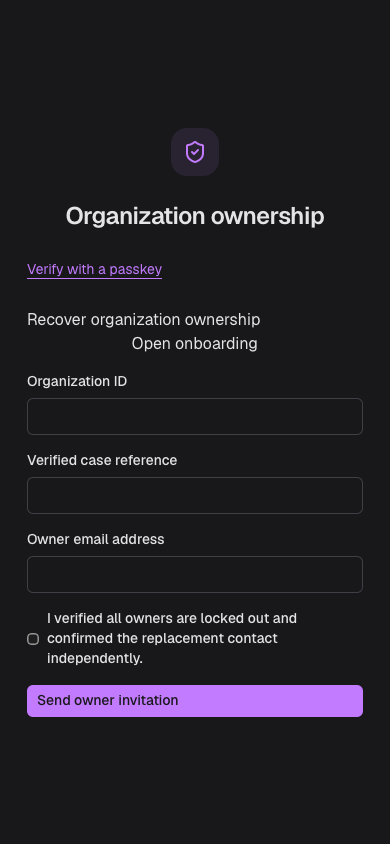 Organization ownership
Verify with a passkey
Recover organization ownership
Open onboarding
Organization ID
Verified case reference
Owner email address
I verified all owners are locked out and
confirmed the replacement contact
independently.
Send owner invitation